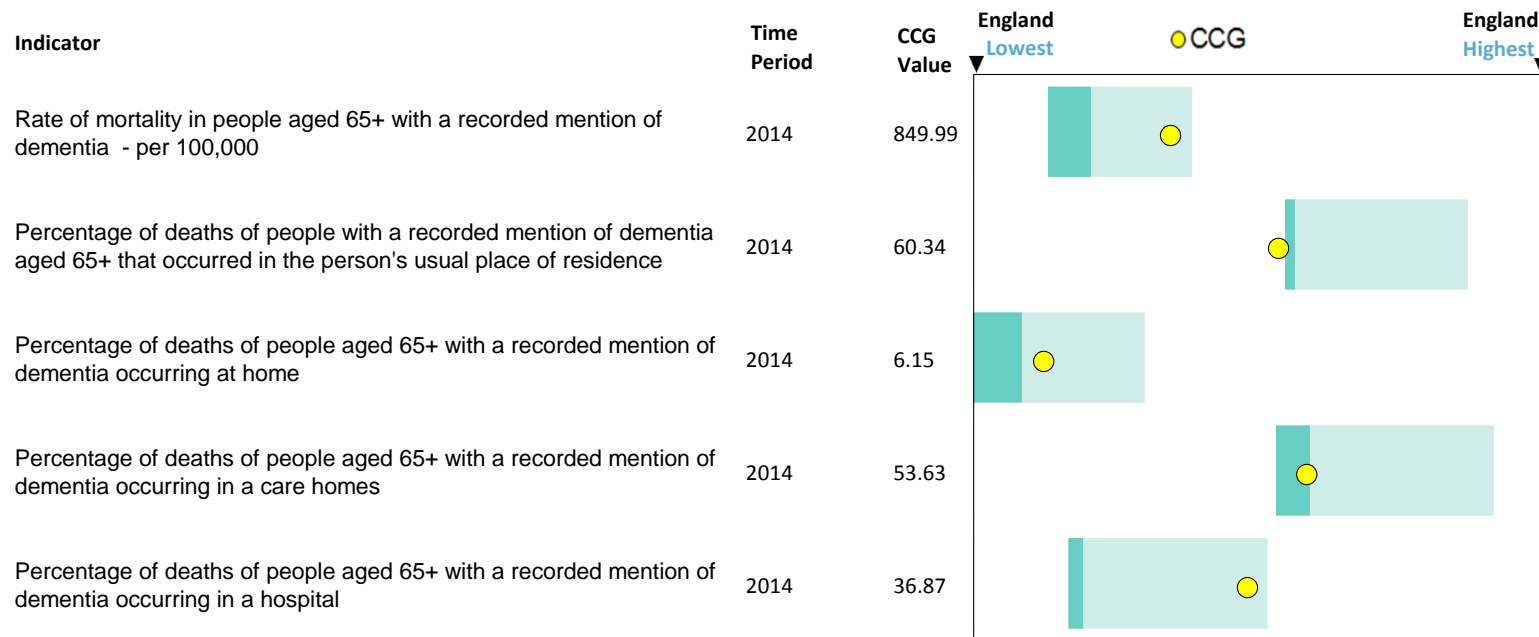 Indicator
Time
Period
CCG
Value
England
Lowest
CCG
England
Highest
Rate of mortality in people aged 65+ with a recorded mention of
dementia  - per 100,000
2014
849.99
Percentage of deaths of people with a recorded mention of dementia
aged 65+ that occurred in the person's usual place of residence
2014
60.34
Percentage of deaths of people aged 65+ with a recorded mention of
dementia occurring at home
2014
6.15
Percentage of deaths of people aged 65+ with a recorded mention of
dementia occurring in a care homes
2014
53.63
Percentage of deaths of people aged 65+ with a recorded mention of
dementia occurring in a hospital
2014
36.87